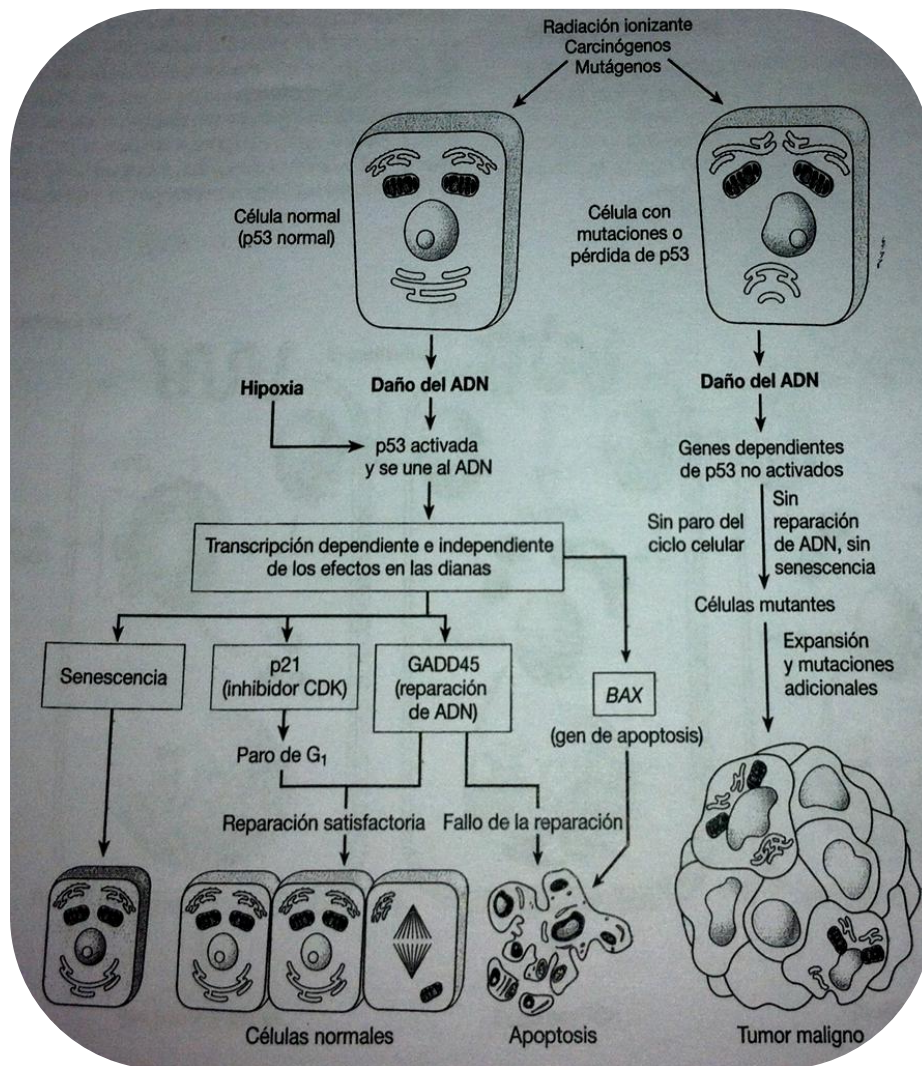 Radiación ionizante
Carcinógenos
Mutágenos
Célula normal
(p53 normal)
Célula con
mutaciones o
pérdida de p53
Hipoxia
Daño del ADN
Daño del ADN
p53 activada
y se une al ADN
Genes dependientes
de p53 no activados
Transcripción dependiente e independiente
de los efectos en las dianas
Sin paro del
ciclo celular
Sin
reparación
de ADN, sin
senescencia
Células mutantes
Expansión
y mutaciones
adicionales
Senescencia
p21
(inhibidor CDK)
GADD45
(reparación
de ADN)
BAX
(gen de apoptosis)
Paro de G₁
Reparación satisfactoria
Fallo de la reparación
Células normales
Apoptosis
Tumor maligno